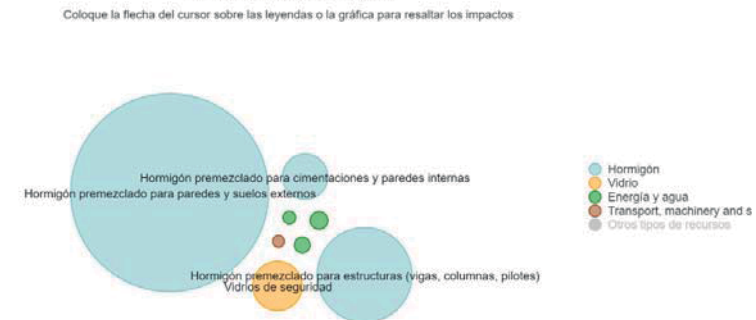 Coloque la flecha del cursor sobre las leyendas o la gráfica para resaltar los impactos
Hormigón premezclado para cimentaciones y paredes internas
Hormigón premezclado para paredes y suelos externos
Hormigón premezclado para estructuras (vigas, columnas, pilotes)
Vidrios de seguridad
Hormigón
Vidrio
Energía y agua
Transport, machinery and s
Otros tipos de recursos